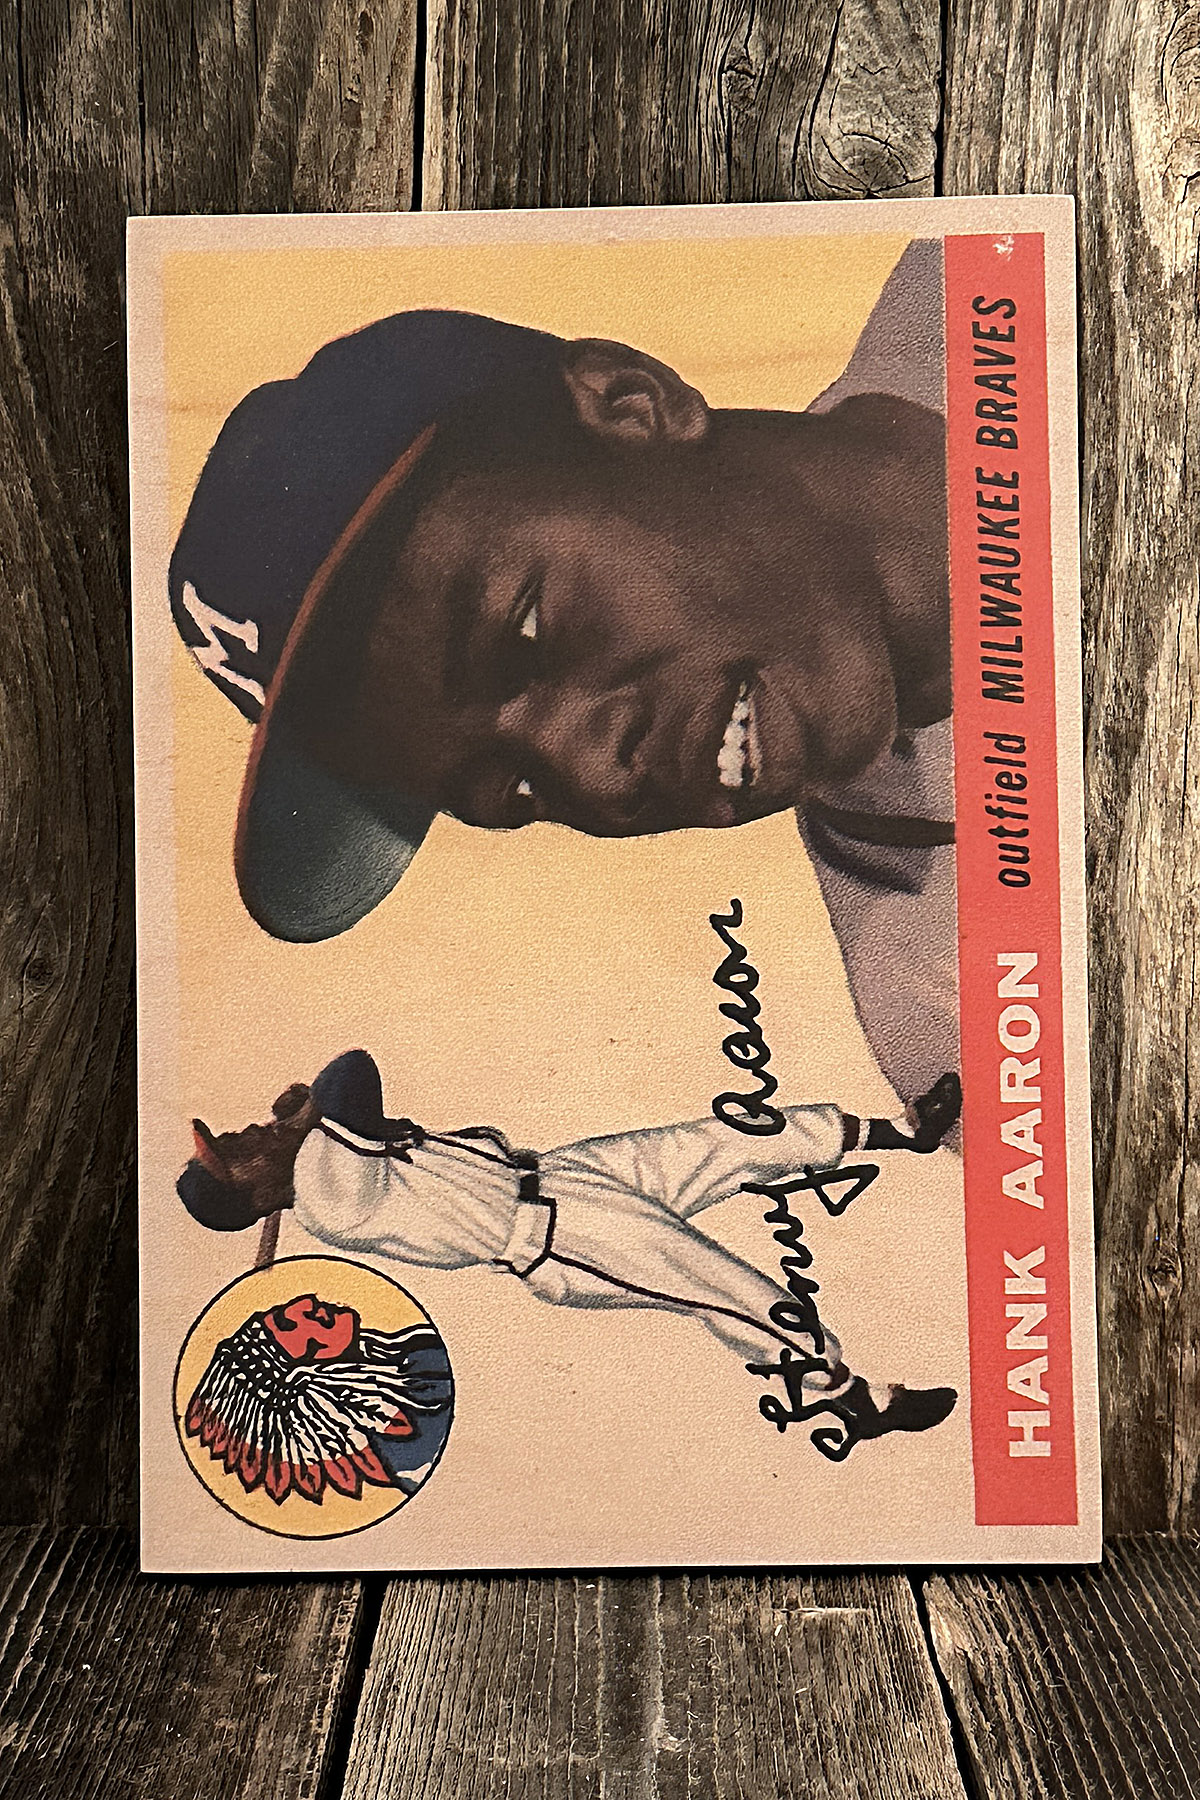 M
Henry Aaron
HANK AARON outfield MILWAUKEE BRAVES